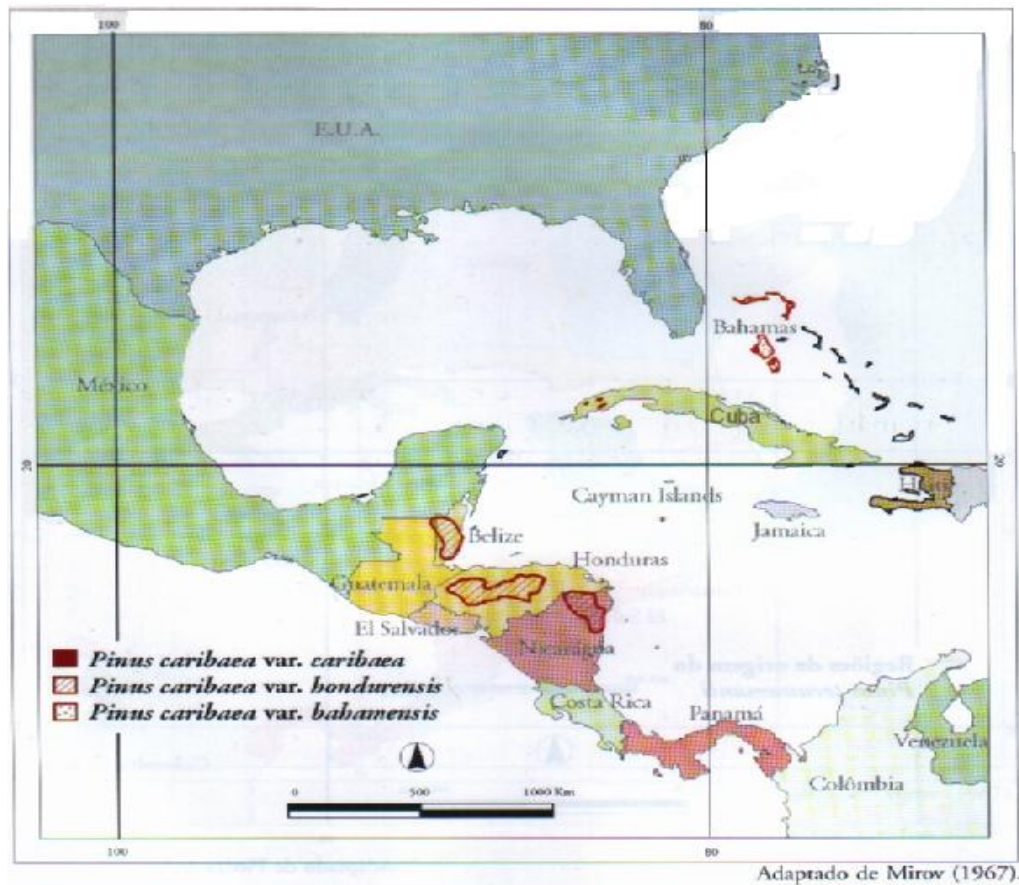 100
80
E.U.A.
Bahamas
México
Cuba
20
20
Cayman Islands
Jamaica
Belize
Honduras
Guatemala
El Salvador
Nicaragua
Pinus caribaea var. caribaea
Pinus caribaea var. hondurensis
Pinus caribaea var. bahamensis
Costa Rica
Panamá
Venezuela
Colômbia
0 500 1000 Km
100
80
Adaptado de Mirov (1967).